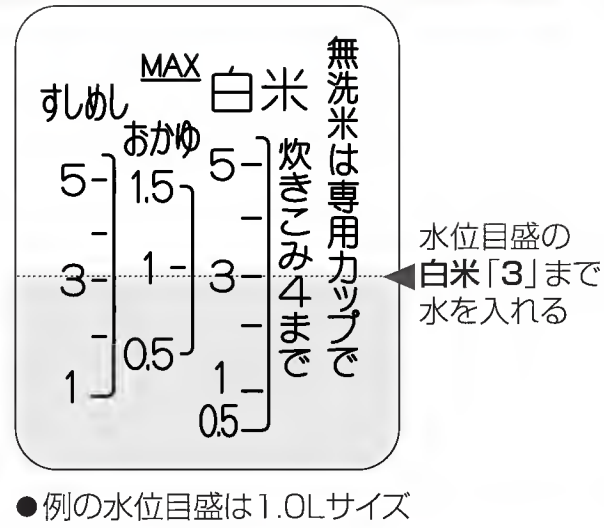 無洗米は専用カップで
炊きこみ4まで
MAX
白米
5
3
1
0.5
おかゆ
1.5
1
0.5
すしめし
5
3
1
水位目盛の
白米「3」まで
水を入れる
●例の水位目盛は1.0Lサイズ